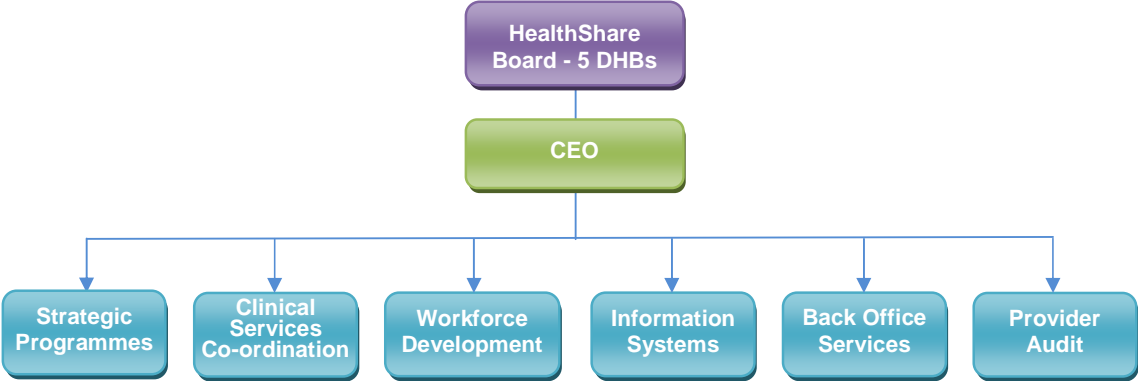 HealthShare
Board - 5 DHBs
CEO
Strategic
Programmes
Clinical
Services
Co-ordination
Workforce
Development
Information
Systems
Back Office
Services
Provider
Audit